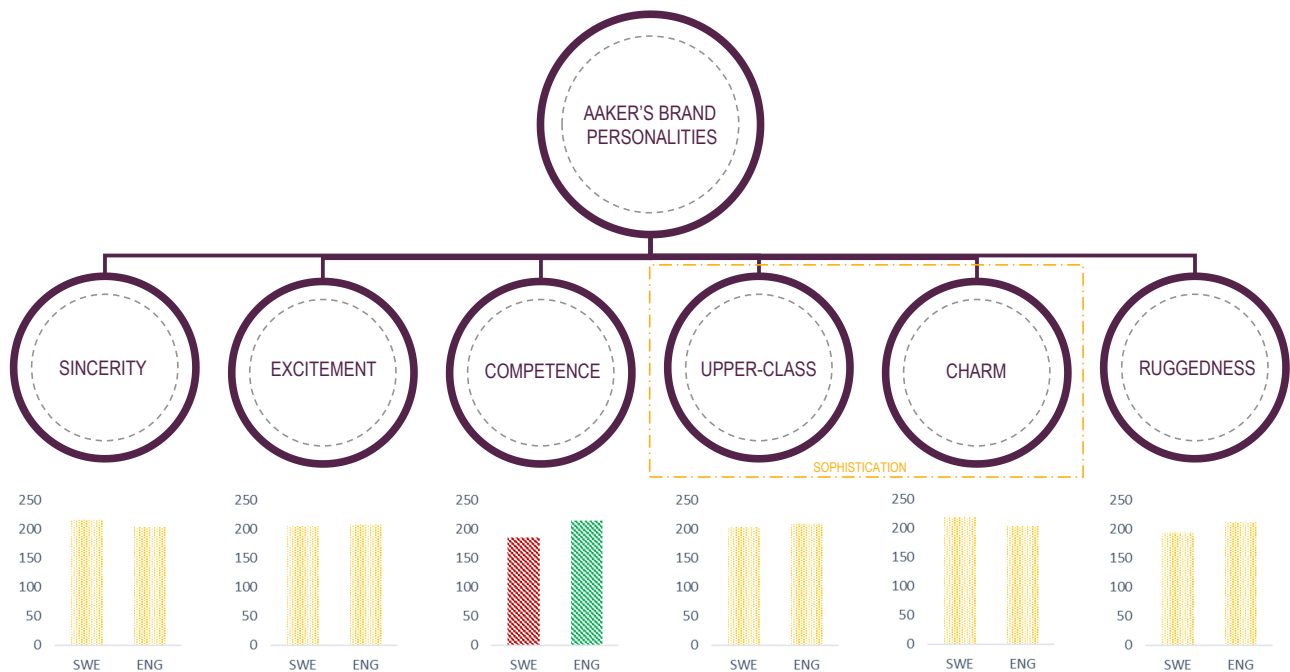 AAKER'S BRAND
PERSONALITIES
SINCERITY
EXCITEMENT
COMPETENCE
UPPER-CLASS
CHARM
RUGGEDNESS
SOPHISTICATION
250
200
150
100
50
0
SWE ENG
250
200
150
100
50
0
SWE ENG
250
200
150
100
50
0
SWE ENG
250
200
150
100
50
0
SWE ENG
250
200
150
100
50
0
SWE ENG
250
200
150
100
50
0
SWE ENG